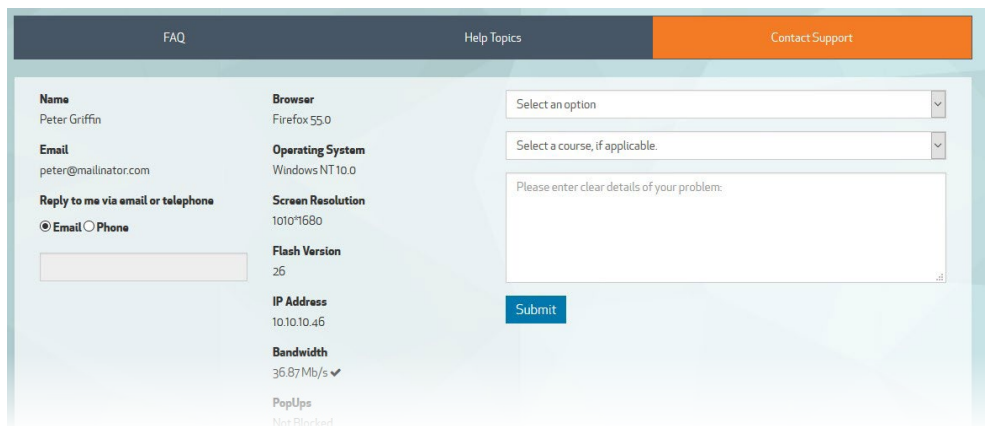 FAQ
Help Topics
Contact Support
Name
Peter Griffin
Email
peter@mailinator.com
Reply to me via email or telephone
Email Phone
Browser
Firefox 55.0
Operating System
Windows NT 10.0
Screen Resolution
1010*1680
Flash Version
26
IP Address
10.10.10.46
Bandwidth
36.87 Mb/s ✔
PopUps
Not Blocked
Select an option
Select a course, if applicable.
Please enter clear details of your problem:
Submit